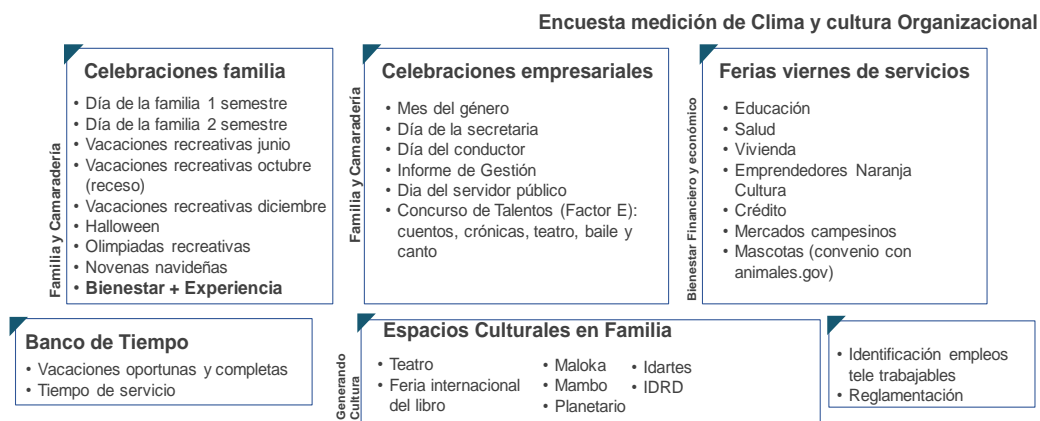 Encuesta medición de Clima y cultura Organizacional
Familia y Camaradería
Celebraciones familia
• Día de la familia 1 semestre
• Día de la familia 2 semestre
• Vacaciones recreativas junio
• Vacaciones recreativas octubre
(receso)
• Vacaciones recreativas diciembre
• Halloween
• Olimpiadas recreativas
• Novenas navideñas
• Bienestar + Experiencia
Familia y Camaradería
Celebraciones empresariales
• Mes del género
• Día de la secretaria
• Día del conductor
• Informe de Gestión
• Dia del servidor público
• Concurso de Talentos (Factor E):
cuentos, crónicas, teatro, baile y
canto
Bienestar Financiero y económico
Ferias viernes de servicios
• Educación
• Salud
• Vivienda
• Emprendedores Naranja
Cultura
• Crédito
• Mercados campesinos
• Mascotas (convenio con
animales.gov)
Banco de Tiempo
• Vacaciones oportunas y completas
• Tiempo de servicio
Generando
Cultura
Espacios Culturales en Familia
• Teatro
• Feria internacional
del libro
• Maloka
• Mambo
• Planetario
• Idartes
• IDRD
• Identificación empleos
tele trabajables
• Reglamentación